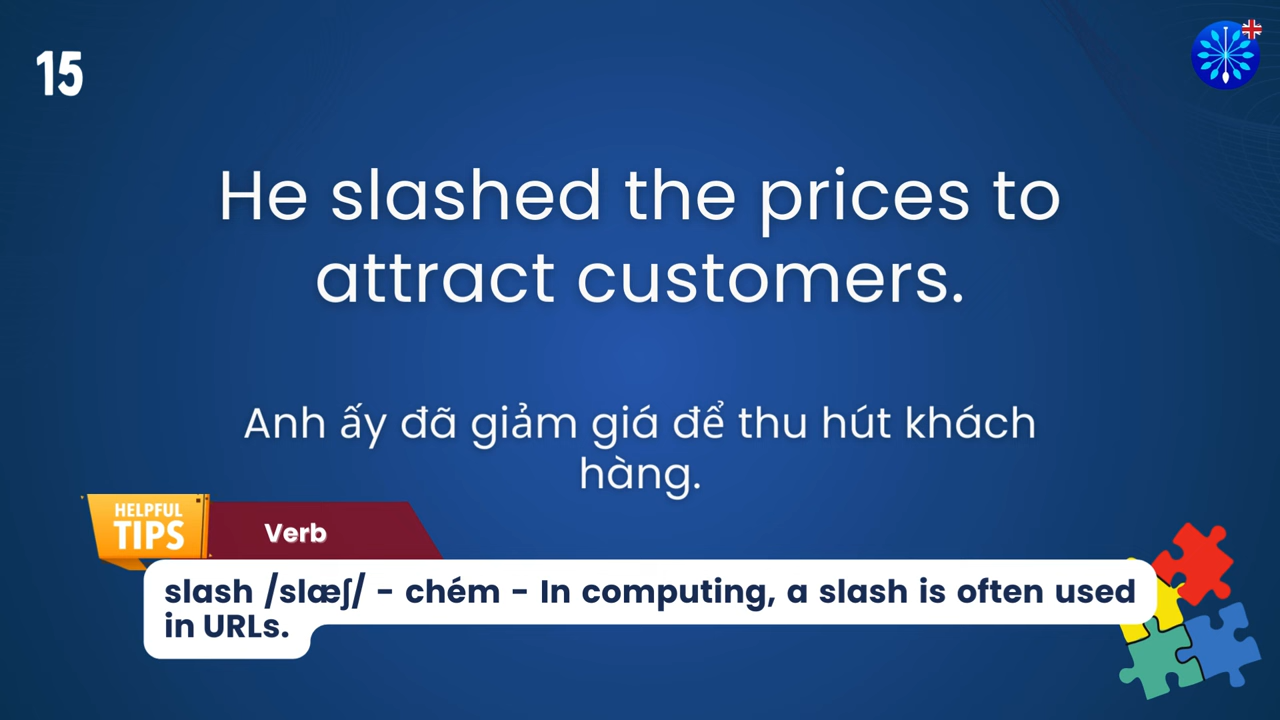 15
He slashed the prices to
attract customers.
Anh ấy đã giảm giá để thu hút khách
hàng.
HELPFUL
TIPS
Verb
slash /slæʃ/ - chém - In computing, a slash is often used
in URLs.